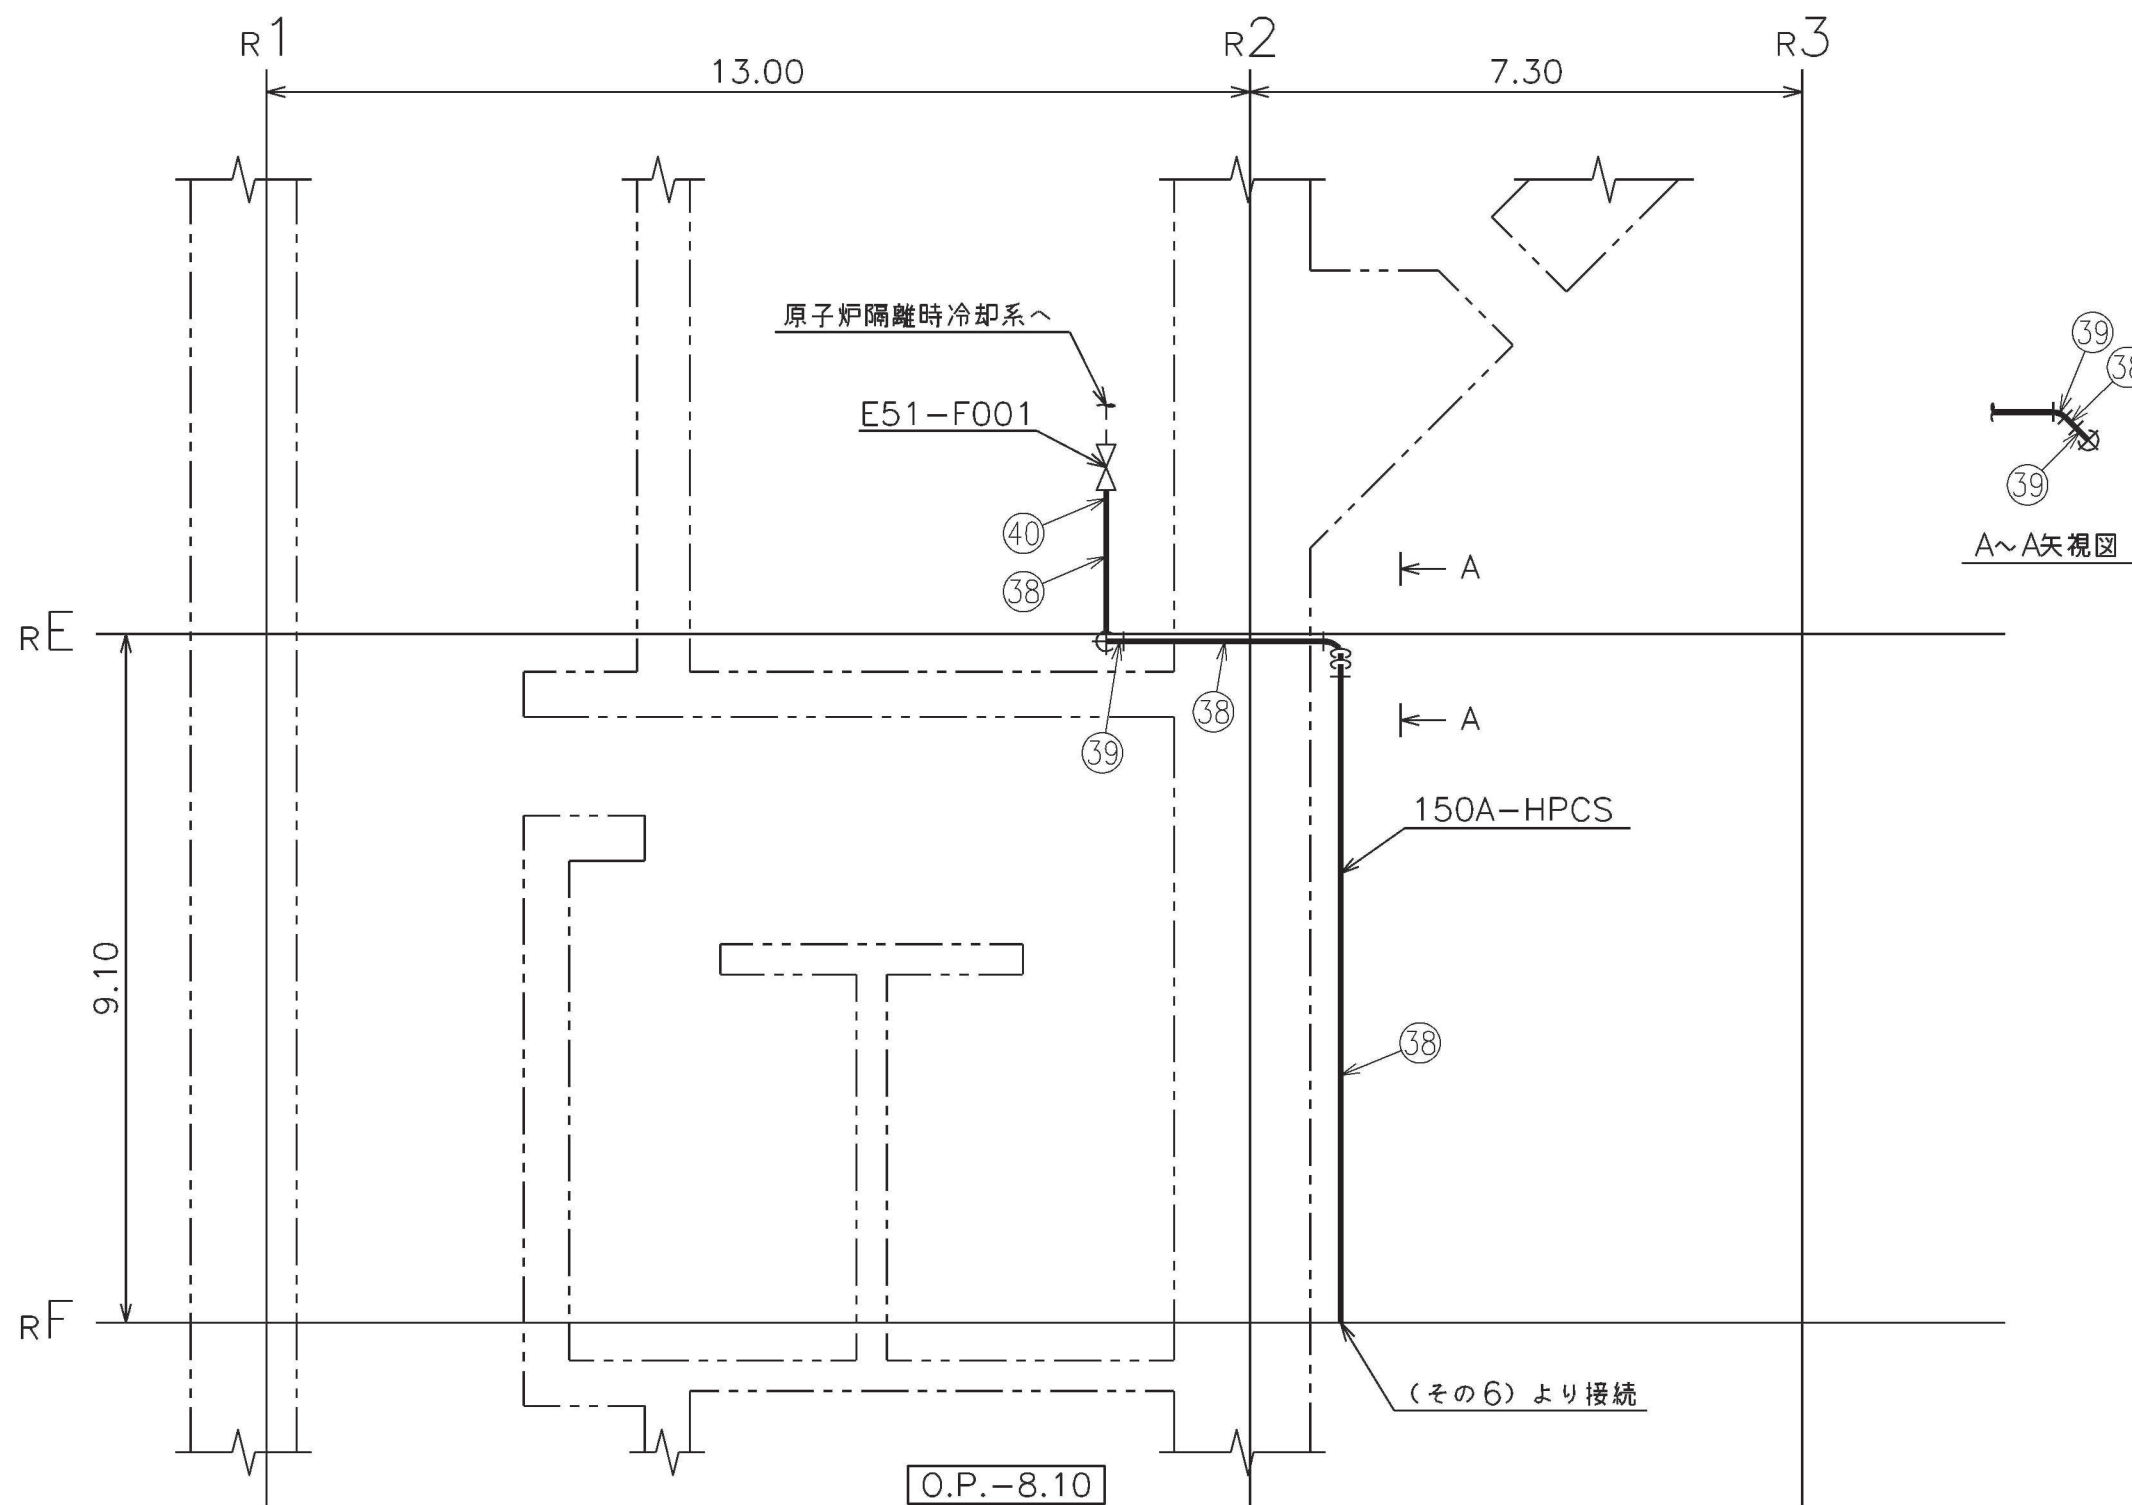 R1
R2
R3
13.00
7.30
原子炉隔離時冷却系へ
39
38
E51-F001
39
40
A～A矢視図
A
38
RE
38
A
39
150A-HPCS
9.10
38
RF
(その6)より接続
O.P.-8.10